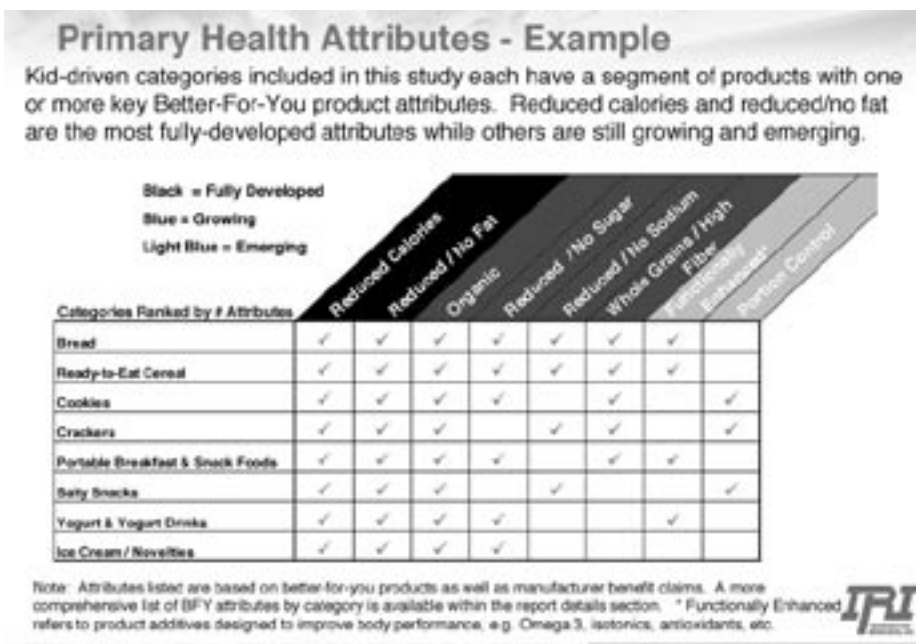 Primary Health Attributes - Example
Kid-driven categories included in this study each have a segment of products with one
or more key Better-For-You product attributes. Reduced calories and reduced/no fat
are the most fully-developed attributes while others are still growing and emerging.
Black = Fully Developed
Blue = Growing
Light Blue = Emerging
Reduced Calories
Reduced / No Fat
Organic
Reduced / No Sugar
Reduced / No Sodium
Whole Grains / High
Fiber
Functionally
Enhanced*
Portion Control
Categories Ranked by # Attributes
Bread ✓ ✓ ✓ ✓ ✓ ✓ ✓
Ready-to-Eat Cereal ✓ ✓ ✓ ✓ ✓ ✓ ✓
Cookies ✓ ✓ ✓ ✓ ✓ ✓
Crackers ✓ ✓ ✓ ✓ ✓ ✓
Portable Breakfast & Snack Foods ✓ ✓ ✓ ✓ ✓ ✓
Salty Snacks ✓ ✓ ✓ ✓ ✓
Yogurt & Yogurt Drinks ✓ ✓ ✓ ✓ ✓
Ice Cream / Novelties ✓ ✓ ✓ ✓
Note: Attributes listed are based on better-for-you products as well as manufacturer benefit claims. A more
comprehensive list of BFY attributes by category is available within the report details section. * Functionally Enhanced
refers to product additives designed to improve body performance, e.g. Omega 3, isotonics, antioxidants, etc.
IRI